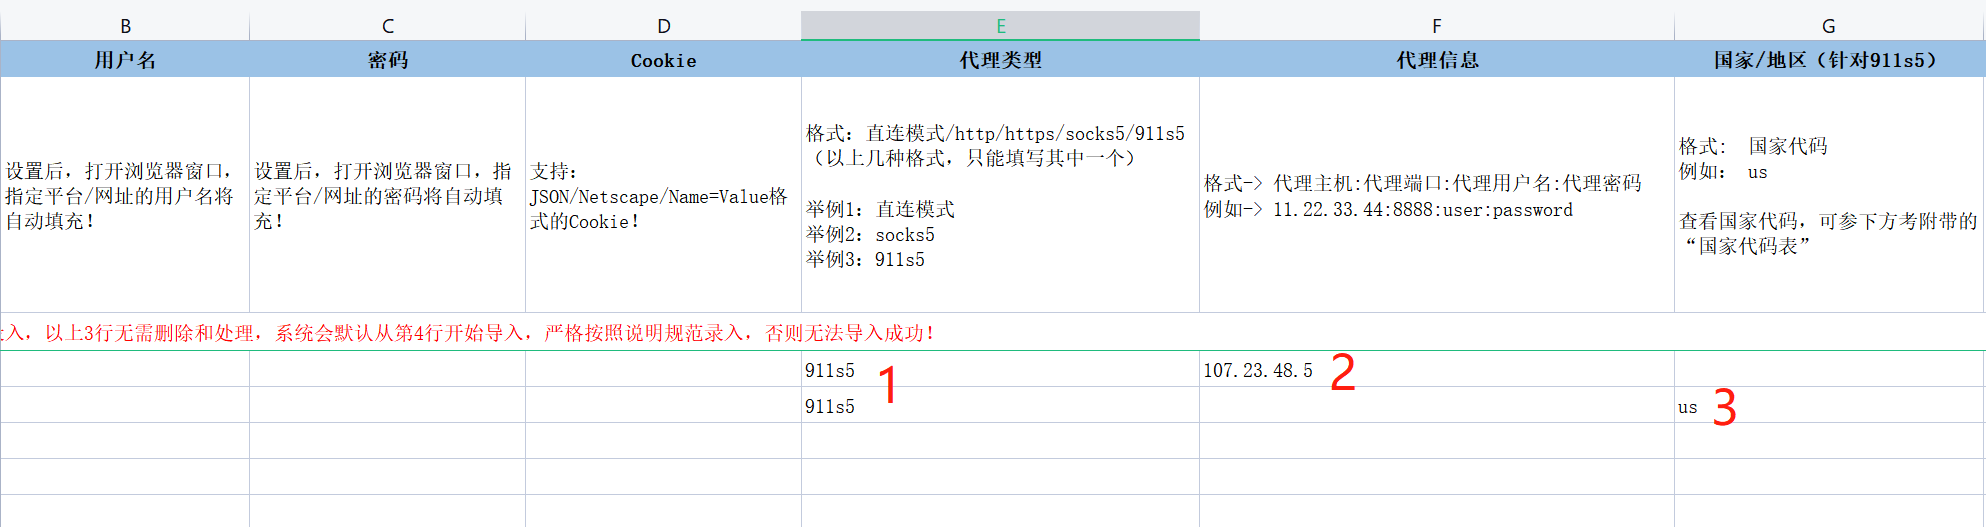 B C D E F G
用户名 密码 Cookie 代理类型 代理信息 国家/地区（针对911s5）
设置后，打开浏览器窗口，
指定平台/网址的用户名将
自动填充！
设置后，打开浏览器窗口，指
定平台/网址的密码将自动填
充！
支持：
JSON/Netscape/Name=Value格
式的Cookie！
格式：直连模式/http/https/socks5/911s5
（以上几种格式，只能填写其中一个）
举例1：直连模式
举例2：socks5
举例3：911s5
格式-> 代理主机:代理端口:代理用户名:代理密码
例如-> 11.22.33.44:8888:user:password
格式： 国家代码
例如： us
查看国家代码，可参下方考附带的
“国家代码表”
入，以上3行无需删除和处理，系统会默认从第4行开始导入，严格按照说明规范录入，否则无法导入成功！
911s5 1 107.23.48.5 2
911s5 us 3